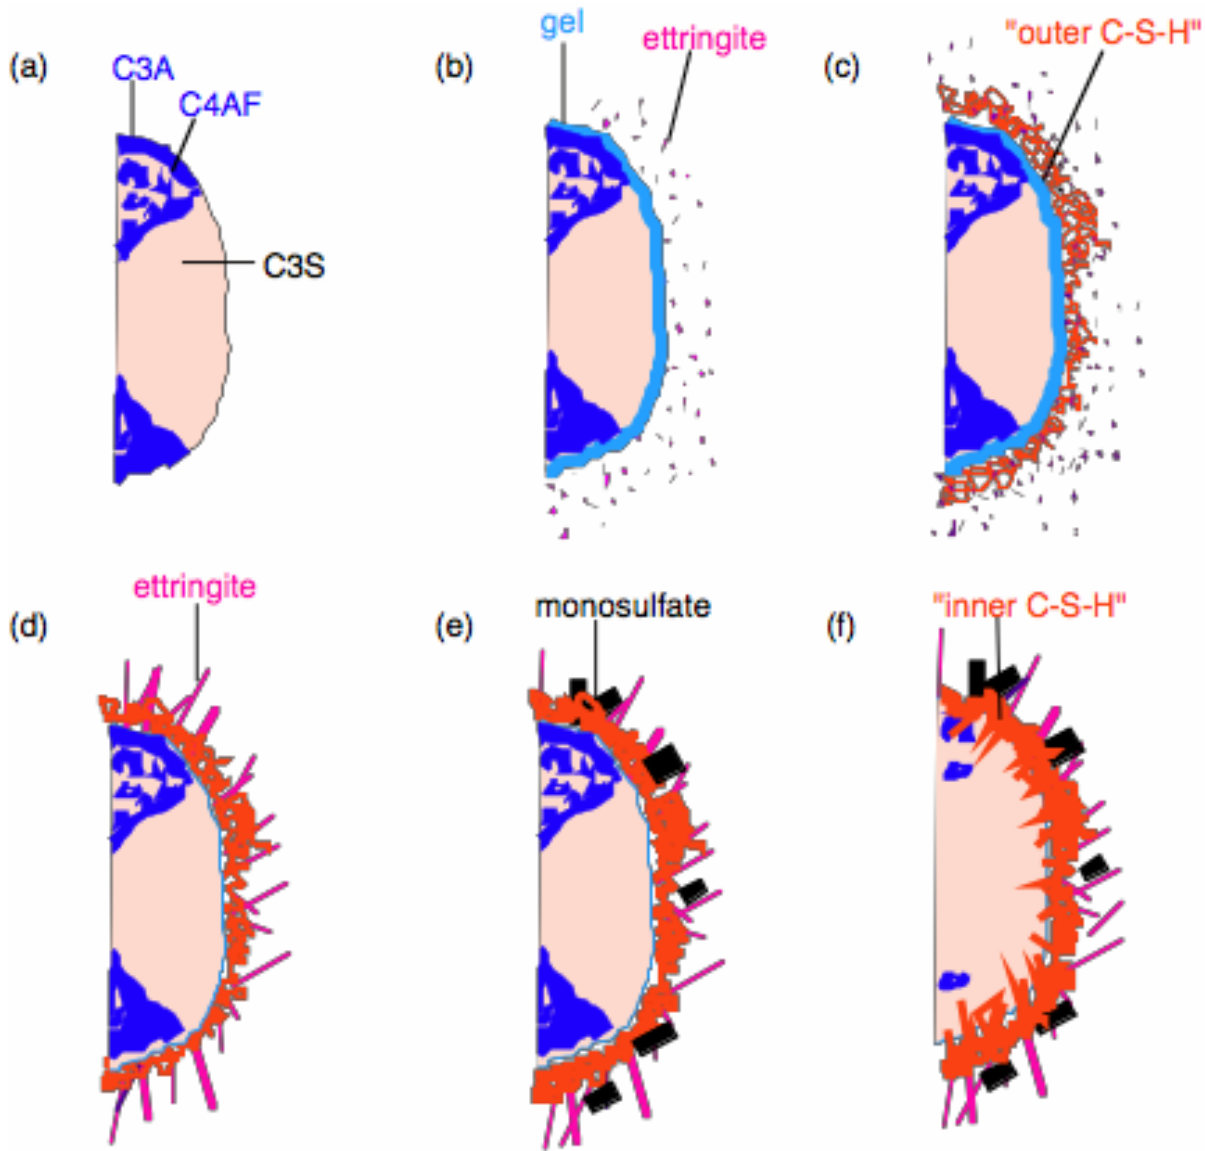 (a)
C3A
C4AF
C3S
(b)
gel
ettringite
(c)
"outer C-S-H"
(d)
ettringite
(e)
monosulfate
(f)
"inner C-S-H"